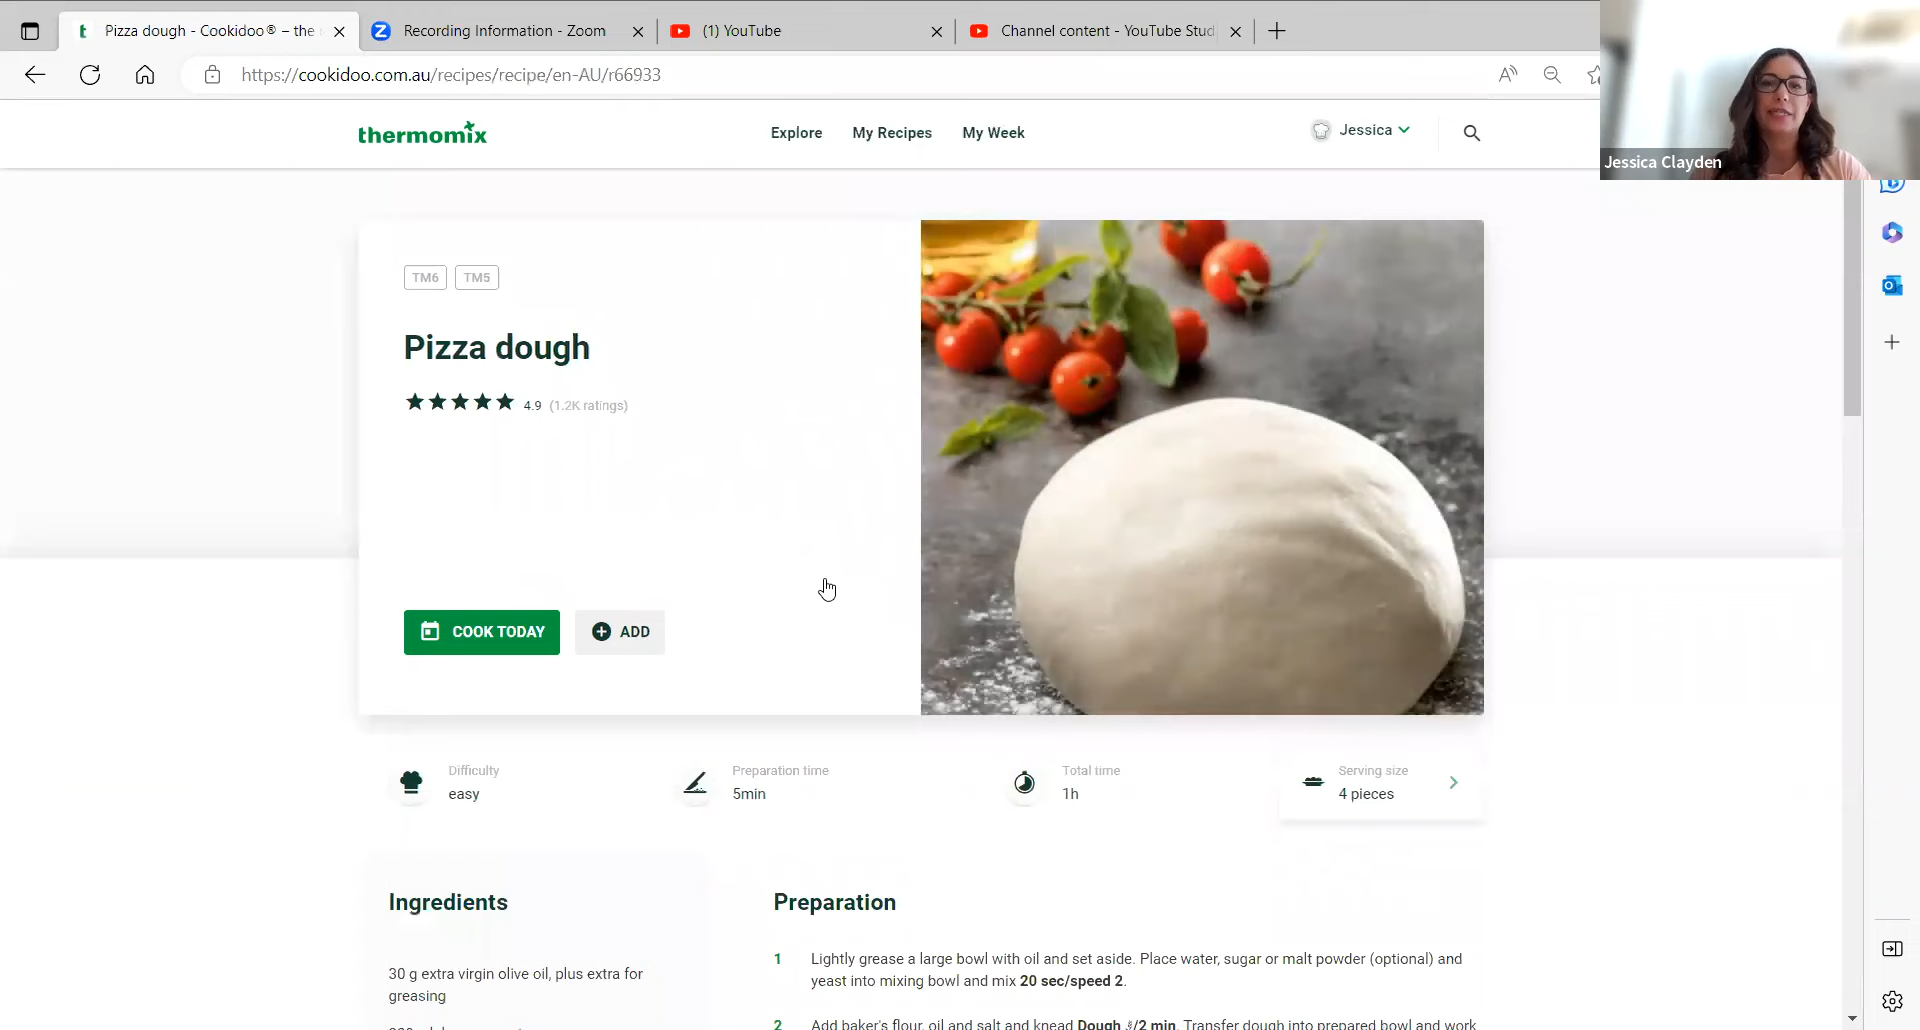 Pizza dough - Cookidoo® – the
Recording Information - Zoom
(1) YouTube
Channel content - YouTube Stud
https://cookidoo.com.au/recipes/recipe/en-AU/r66933
Jessica Clayden
thermomix
Explore
My Recipes
My Week
Jessica
TM6
TM5
Pizza dough
4.9 (1.2K ratings)
COOK TODAY
ADD
Difficulty
easy
Preparation time
5min
Total time
1h
Serving size
4 pieces
Ingredients
30 g extra virgin olive oil, plus extra for
greasing
Preparation
1 Lightly grease a large bowl with oil and set aside. Place water, sugar or malt powder (optional) and
yeast into mixing bowl and mix 20 sec/speed 2.
2 Add baker's flour, oil and salt and knead Dough /2 min. Transfer dough into prepared bowl and work